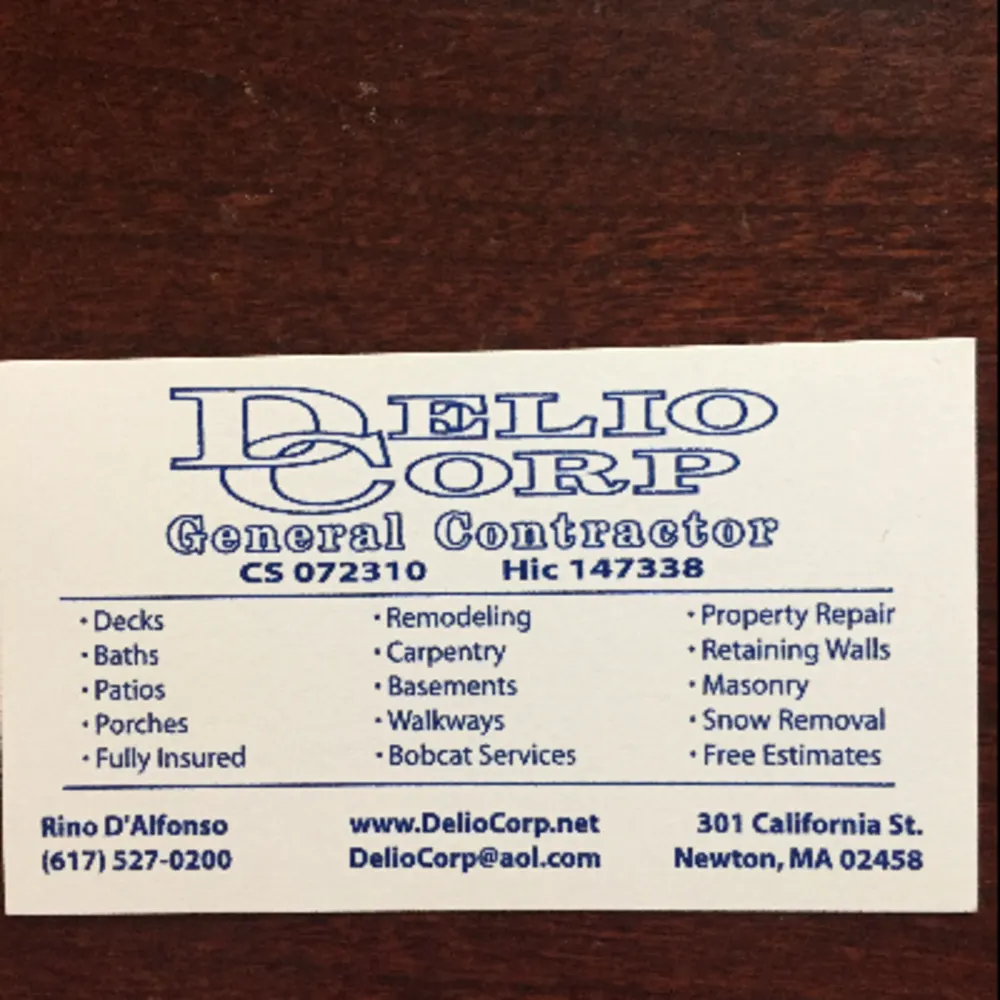 DELIO
CORP
General Contractor
CS 072310 Hic 147338
· Decks · Remodeling · Property Repair
· Baths · Carpentry · Retaining Walls
· Patios · Basements · Masonry
· Porches · Walkways · Snow Removal
· Fully Insured · Bobcat Services · Free Estimates
Rino D'Alfonso www.DelioCorp.net 301 California St.
(617) 527-0200 DelioCorp@aol.com Newton, MA 02458